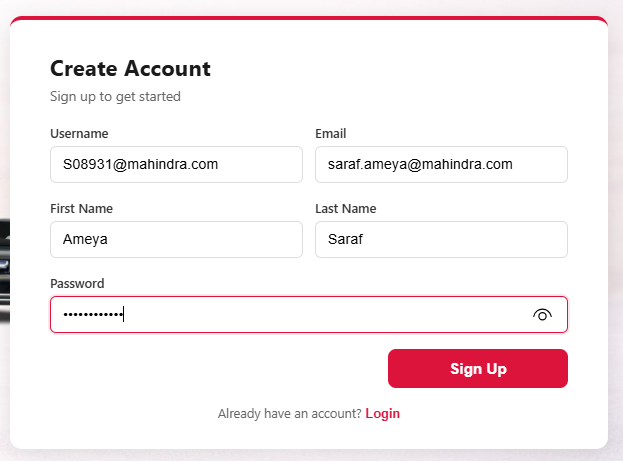 Create Account
Sign up to get started
Username Email
S08931@mahindra.com saraf.ameya@mahindra.com
First Name Last Name
Ameya Saraf
Password
••••••••••••
Sign Up
Already have an account? Login